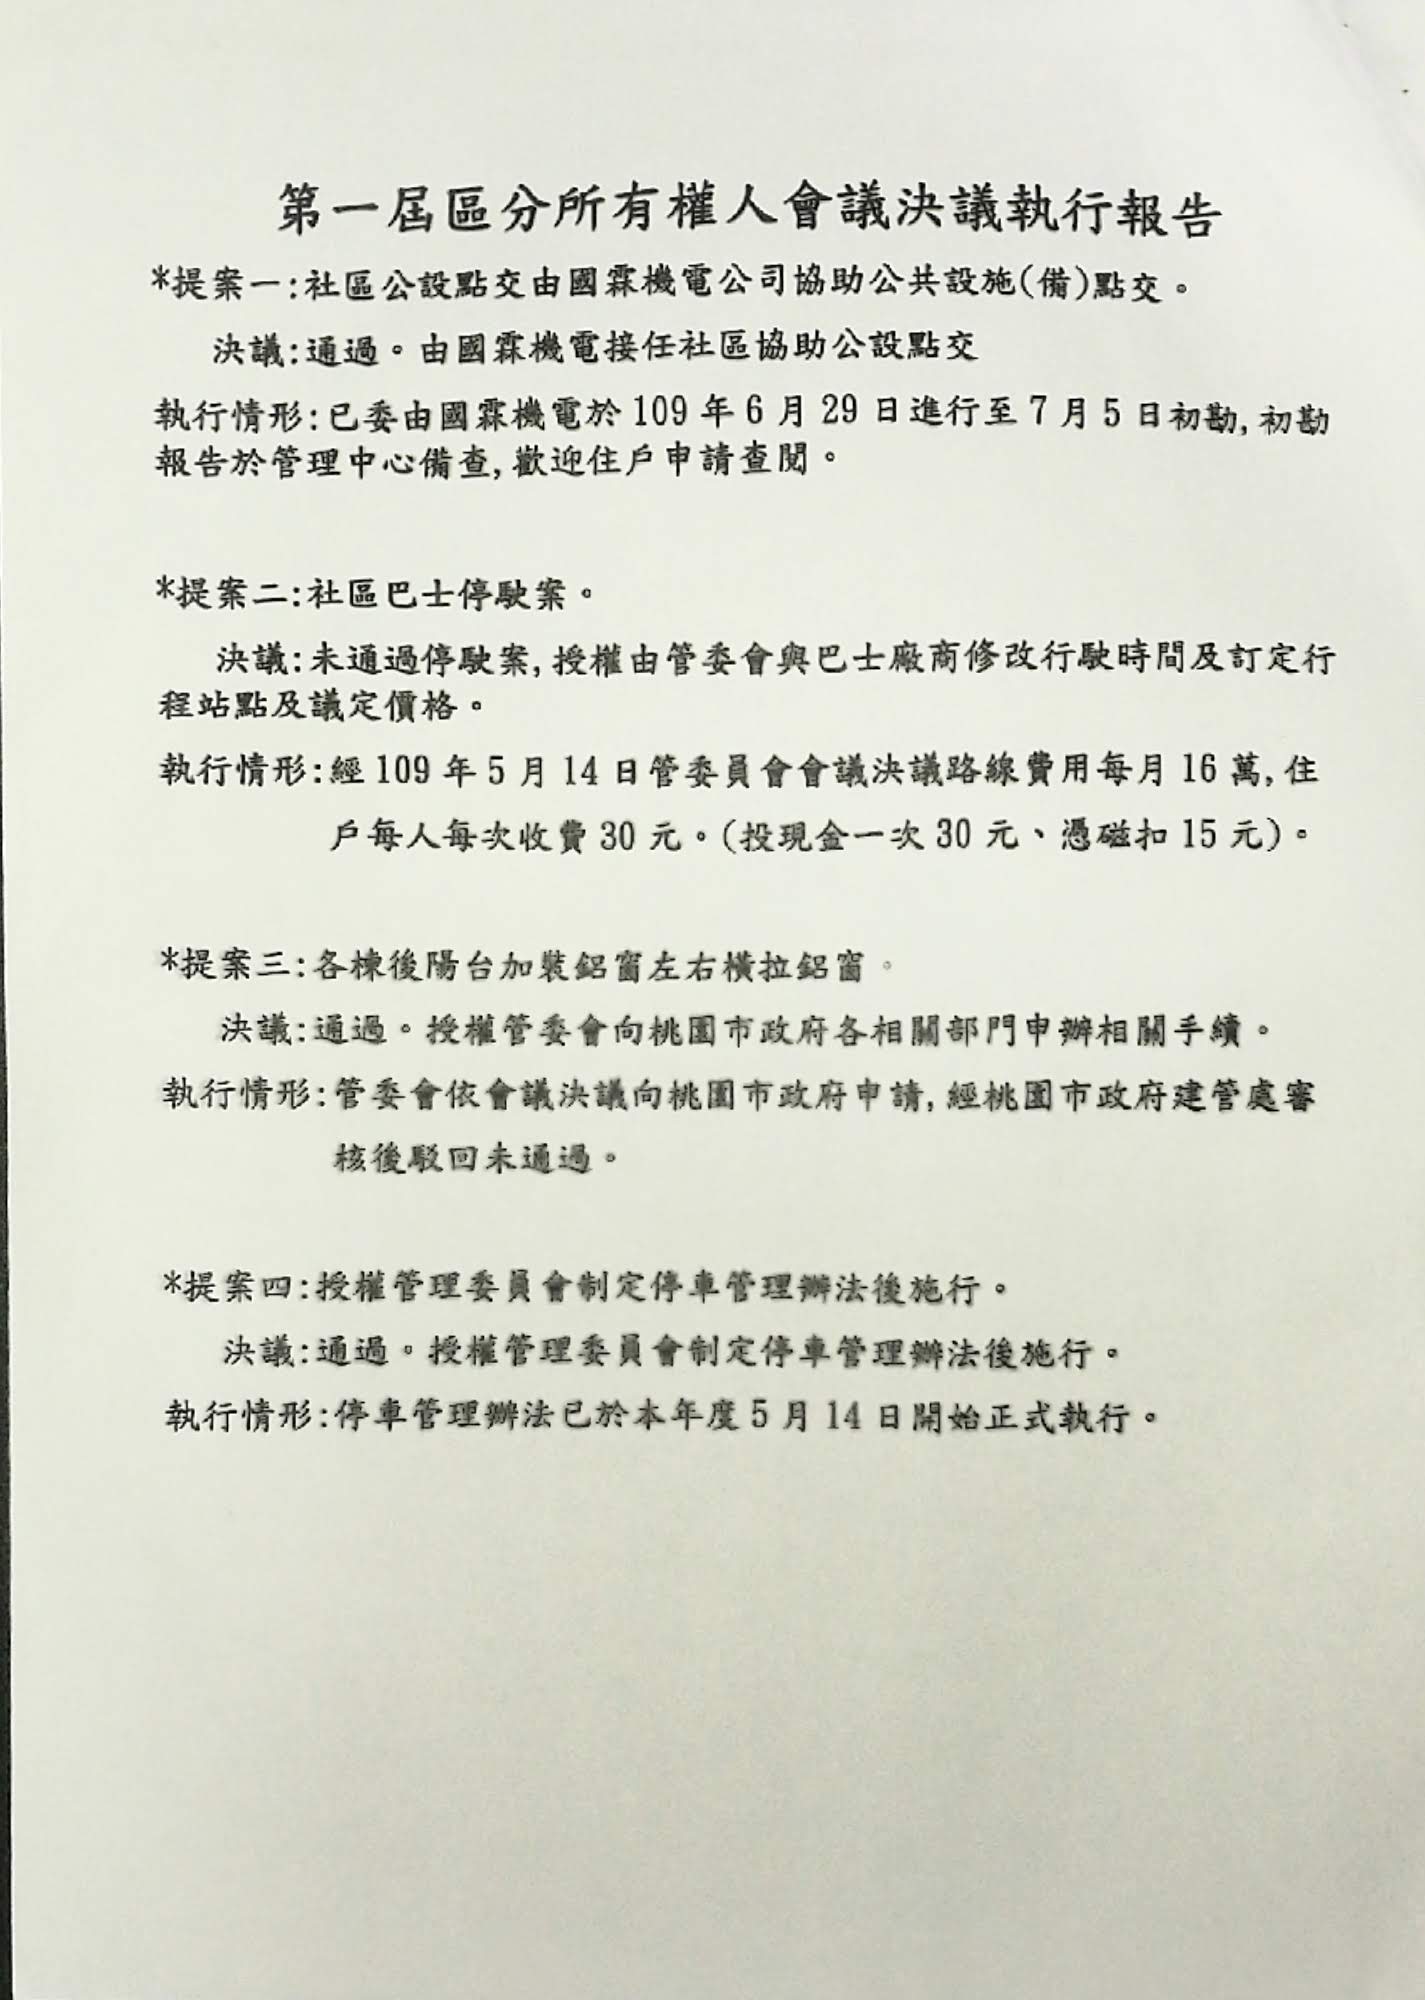 第一屆區分所有權人會議決議執行報告
*提案一:社區公設點交由國霖機電公司協助公共設施(備)點交。
決議:通過。由國霖機電接任社區協助公設點交
執行情形:已委由國霖機電於 109 年 6 月 29 日進行至 7 月 5 日初勘,初勘
報告於管理中心備查,歡迎住戶申請查閱。
*提案二:社區巴士停駛案。
決議:未通過停駛案,授權由管委會與巴士廠商修改行駛時間及訂定行
程站點及議定價格。
執行情形:經 109 年 5 月 14 日管委員會會議決議路線費用每月 16 萬,住
戶每人每次收費 30 元。(投現金一次 30 元、憑磁扣 15 元)。
*提案三:各棟後陽台加裝鋁窗左右橫拉鋁窗。
決議:通過。授權管委會向桃園市政府各相關部門申辦相關手續。
執行情形:管委會依會議決議向桃園市政府申請,經桃園市政府建管處審
核後駁回未通過。
*提案四:授權管理委員會制定停車管理辦法後施行。
決議:通過。授權管理委員會制定停車管理辦法後施行。
執行情形:停車管理辦法已於本年度 5 月 14 日開始正式執行。